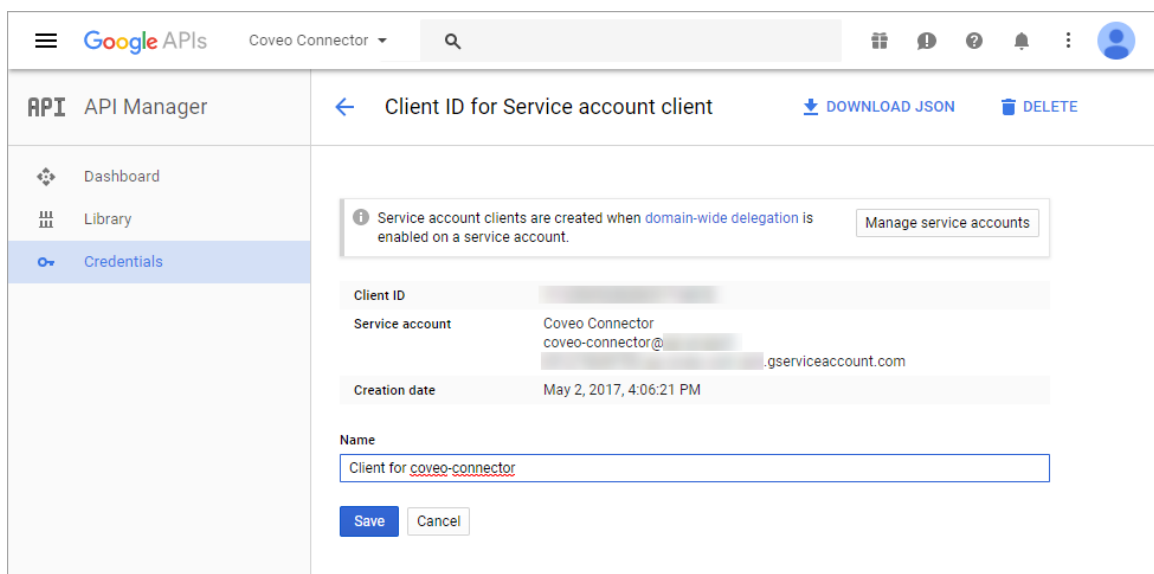 Google APIs Coveo Connector
API API Manager
Client ID for Service account client DOWNLOAD JSON DELETE
Dashboard
Library
Credentials
Service account clients are created when domain-wide delegation is
enabled on a service account.
Manage service accounts
Client ID
Service account Coveo Connector
coveo-connector@
.gserviceaccount.com
Creation date May 2, 2017, 4:06:21 PM
Name
Client for coveo-connector
Save Cancel